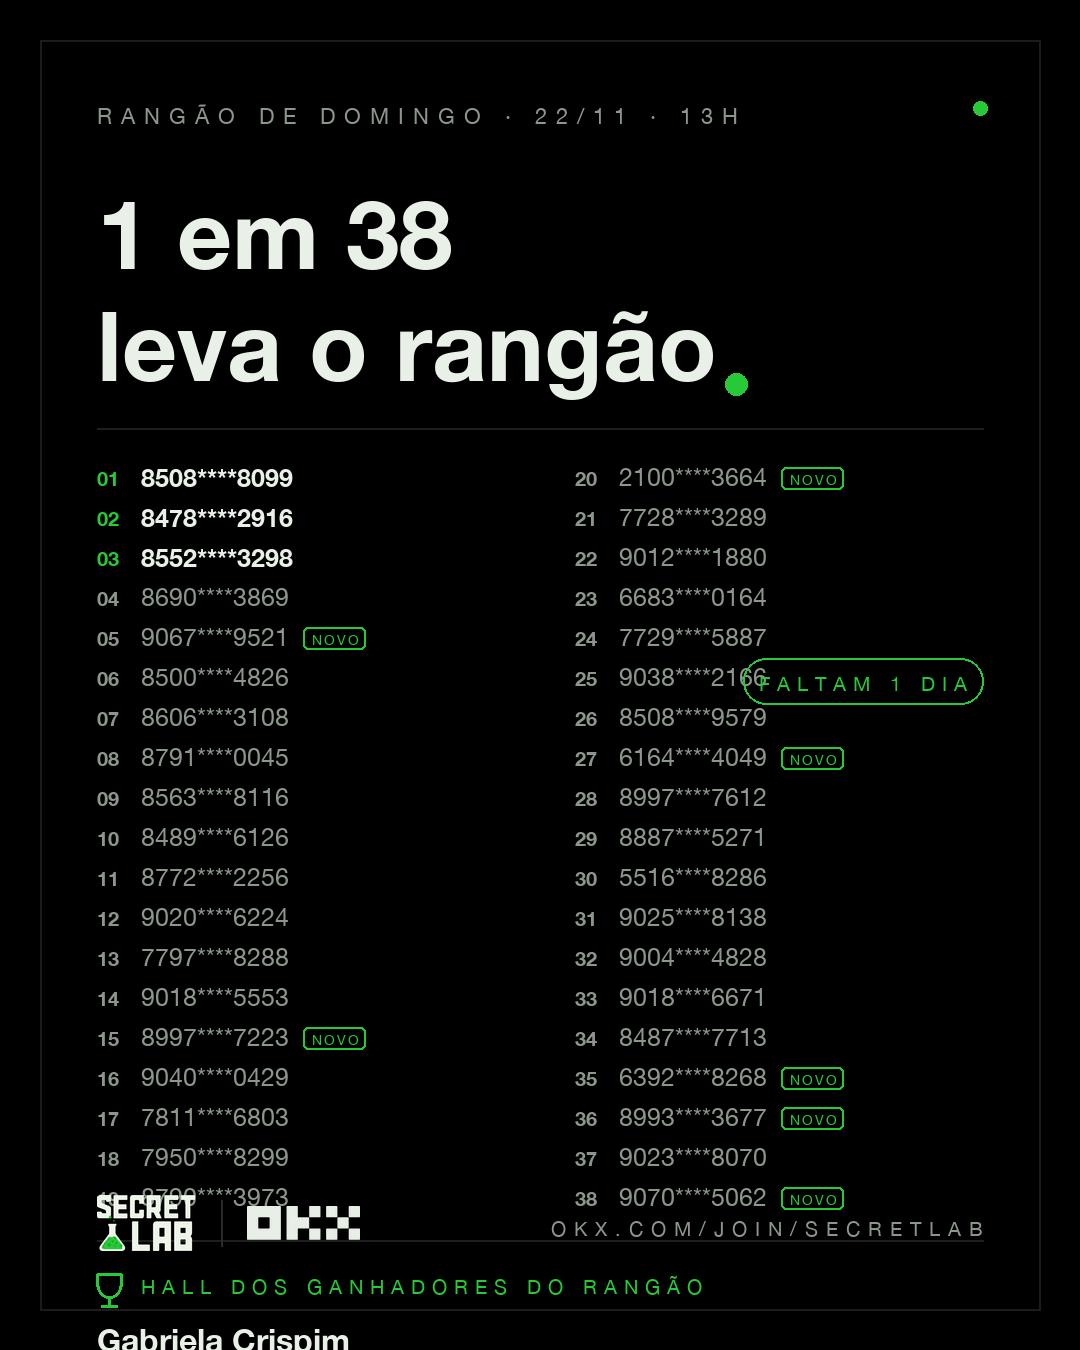 RANGÃO DE DOMINGO · 22/11 · 13H
1 em 38
leva o rangão.
01 8508****8099
02 8478****2916
03 8552****3298
04 8690****3869
05 9067****9521 NOVO
06 8500****4826
07 8606****3108
08 8791****0045
09 8563****8116
10 8489****6126
11 8772****2256
12 9020****6224
13 7797****8288
14 9018****5553
15 8997****7223 NOVO
16 9040****0429
17 7811****6803
18 7950****8299
20 2100****3664 NOVO
21 7728****3289
22 9012****1880
23 6683****0164
24 7729****5887
25 9038****2166
FALTAM 1 DIA
26 8508****9579
27 6164****4049 NOVO
28 8997****7612
29 8887****5271
30 5516****8286
31 9025****8138
32 9004****4828
33 9018****6671
34 8487****7713
35 6392****8268 NOVO
36 8993****3677 NOVO
37 9023****8070
38 9070****5062 NOVO
SECRET
LAB
OKX
OKX.COM/JOIN/SECRETLAB
HALL DOS GANHADORES DO RANGÃO
Gabriela Crispim